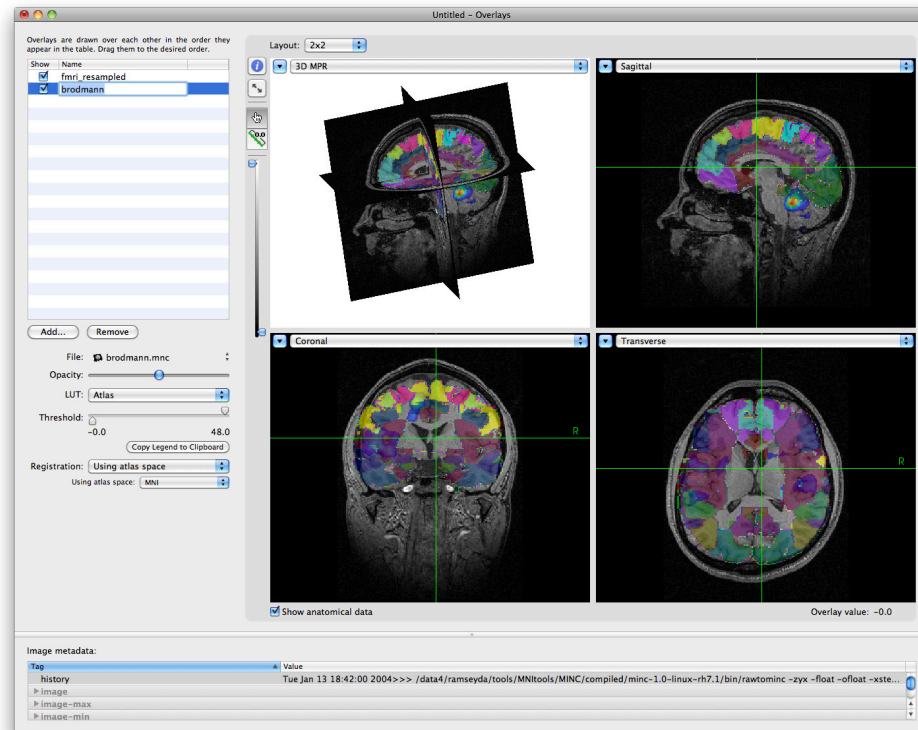 Untitled – Overlays
Overlays are drawn over each other in the order they
appear in the table. Drag them to the desired order.
Show Name
fmri_resampled
brodmann
Add... Remove
File: brodmann.mnc
Opacity:
LUT: Atlas
Threshold:
-0.0 48.0
Copy Legend to Clipboard
Registration: Using atlas space
Using atlas space: MNI
Layout: 2x2
3D MPR
Sagittal
Coronal
R
Transverse
R
Show anatomical data
Overlay value: -0.0
Image metadata:
Tag Value
history Tue Jan 13 18:42:00 2004>>> /data4/ramseyda/tools/MNItools/MINC/compiled/minc-1.0-linux-rh7.1/bin/rawtominc -zyx -float -ofloat -xste...
image
image-max
image-min